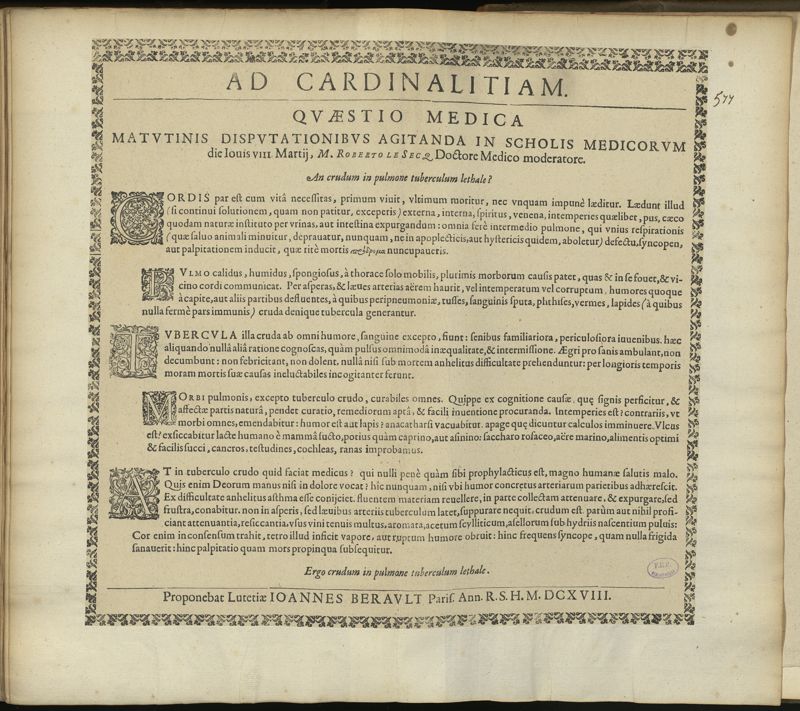 AD CARDINALITIAM.
577
QVÆSTIO MEDICA
MATVTINIS DISPVTATIONIBVS AGITANDA IN SCHOLIS MEDICORVM
die Iouis VIII Martij, M. ROBERTO LE SECQ, Doctore Medico moderatore.
An crudum in pulmone tuberculum lethale?
CORDIS par est cum vitâ necessitas, primum viuit, vltimum moritur, nec vnquam impunè læditur. Lædunt illud
(si continui solutionem, quam non patitur, exceperis) externa, interna, spiritus, venena, intemperies quælibet, pus, cæco
quodam naturæ instituto per vrinas, aut intestina expurgandum: omnia ferè intermedio pulmone, qui vnius respirationis
(quæ saluo animali minuitur, deprauatur, nunquam, ne in apoplecticis, aut hystericis quidem, aboletur) defectu, syncopen,
aut palpitationem inducit, quæ ritè mortis nuncupaueris.
PVLMO calidus, humidus, spongiosus, à thorace solo mobilis, plurimis morborum causis patet, quas & in se fouet, & vi-
cino cordi communicat. Per asperas, & læues arterias aërem haurit, vel intemperatum vel corruptum, humores quoque
à capite, aut aliis partibus defluentes, à quibus peripneumoniæ, tusses, sanguinis sputa, phthises, vermes, lapides (à quibus
nulla fermè pars immunis) cruda denique tubercula generantur.
TVBERCVLA illa cruda ab omni humore, sanguine excepto, fiunt: senibus familiariora, periculosiora iuuenibus. hæc
aliquando nullâ aliâ ratione cognoscas, quàm pulsus omnimodâ inæqualitate, & intermissione. Ægri pro sanis ambulant, non
decumbunt: non febricitant, non dolent. nullâ nisi sub mortem anhelitus difficultate prehenduntur: per longioris temporis
moram mortis suæ causas ineluctabiles incogitanter ferunt.
MORBI pulmonis, excepto tuberculo crudo, curabiles omnes. Quippe ex cognitione causæ, quę signis perficitur, &
affectæ partis naturâ, pendet curatio, remediorum aptâ, & facili inuentione procuranda. Intemperies est? contrariis, vt
morbi omnes, emendabitur: humor est aut lapis? anacatharsi vacuabitur. apage quę dicuntur calculos imminuere. Vlcus
est? exsiccabitur lacte humano è mammâ sucto, potius quàm caprino, aut asinino: saccharo rosaceo, aëre marino, alimentis optimi
& facilis succi, cancros, testudines, cochleas, ranas improbamus.
AT in tuberculo crudo quid faciat medicus? qui nulli penè quàm sibi prophylacticus est, magno humanæ salutis malo.
Quis enim Deorum manus nisi in dolore vocat? hic nunquam, nisi vbi humor concretus arteriarum parietibus adhærescit.
Ex difficultate anhelitus asthma esse coniiciet. fluentem materiam reuellere, in parte collectam attenuare, & expurgare, sed
frustra, conabitur. non in asperis, sed læuibus arteriis tuberculum latet, suppurare nequit. crudum est. partùm aut nihil profi-
ciant attenuantia, resiccantia, vsus vini tenuis multus, aromata, acetum scylliticum, asellorum sub hydriis nascentium puluis:
Cor enim in consensum trahit, tetro illud inficit vapore, aut ruptum humore obruit: hinc frequens syncope, quam nulla frigida
sanauerit: hinc palpitatio quam mors propinqua subsequitur.
Ergo crudum in pulmone tuberculum lethale.
Proponebat Lutetiæ IOANNES BERAVLT Paris. Ann. R. S. H. M. DCXVIII.